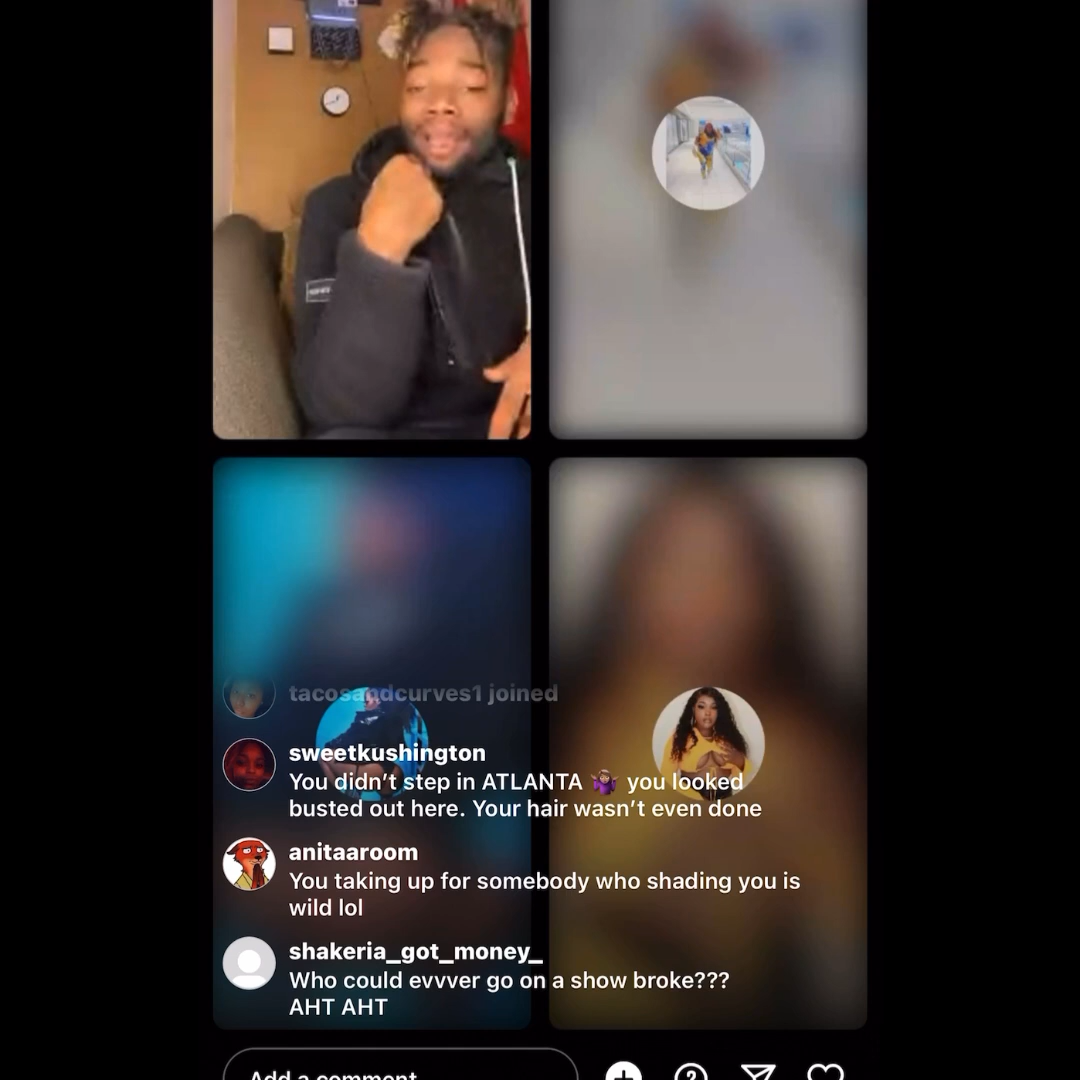 tacosandcurves1 joined
sweetkushington
You didn’t step in ATLANTA 🤷🏽‍♀️ you looked
busted out here. Your hair wasn’t even done
anitaaroom
You taking up for somebody who shading you is
wild lol
shakeria_got_money_
Who could evvver go on a show broke???
AHT AHT
Add a comment